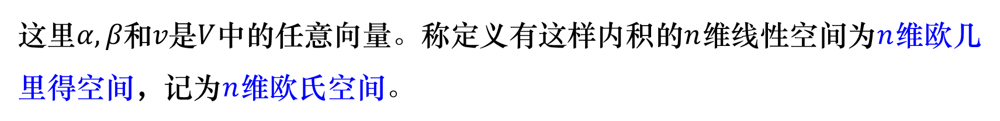 这里α, β和v是V中的任意向量。称定义有这样内积的n维线性空间为n维欧几
里得空间，记为n维欧氏空间。